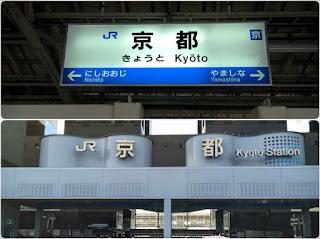 JR 京都 京
きょうと Kyōto
にしおおじ やましな
Nishiōji Yamashina
JR 京都 Kyoto Station